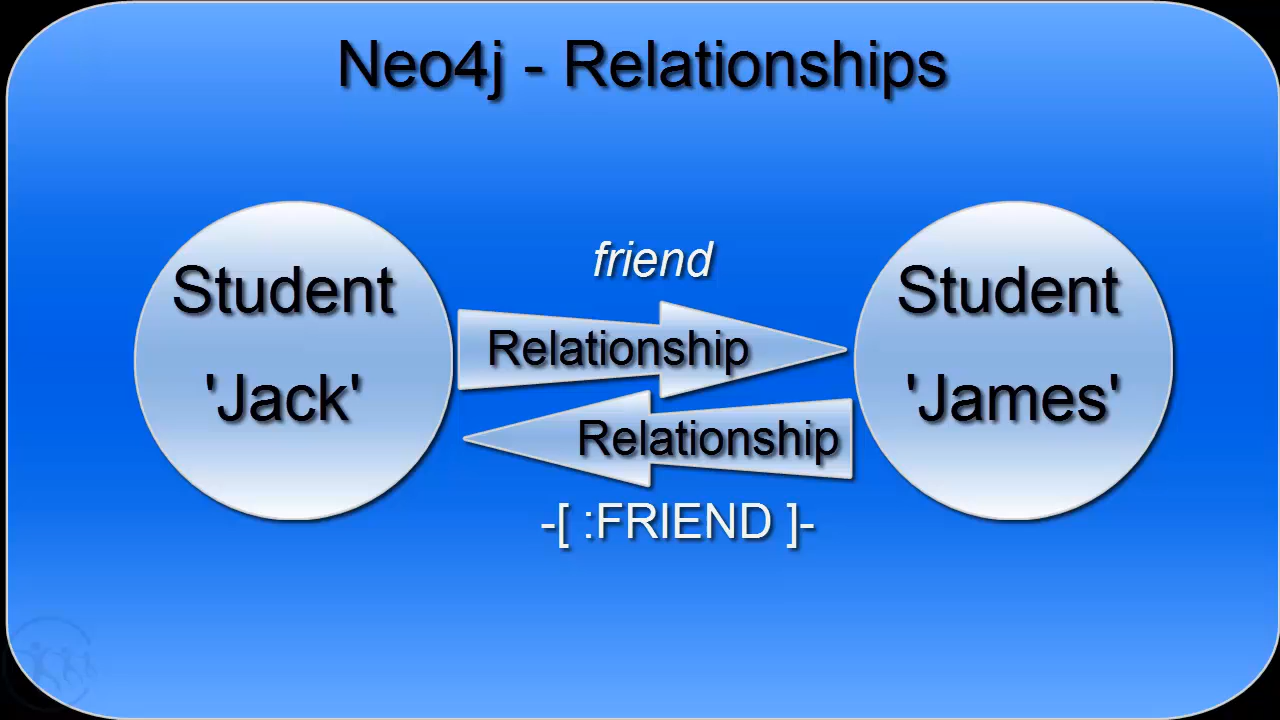 Neo4j - Relationships
Student
'Jack'
friend
Relationship
Relationship
-[ :FRIEND ]-
Student
'James'